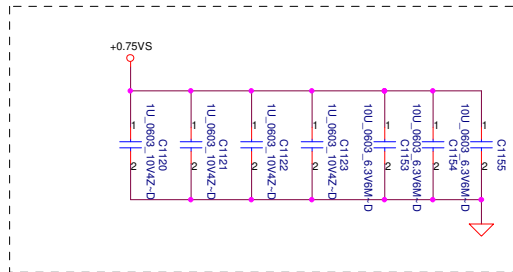 +0.75VS
1
2
C1120
1U_0603_10V4Z~D
1
2
C1121
1U_0603_10V4Z~D
1
2
C1122
1U_0603_10V4Z~D
1
2
C1123
1U_0603_10V4Z~D
1
2
C1153
10U_0603_6.3V6M~D
1
2
C1154
10U_0603_6.3V6M~D
1
2
C1155
10U_0603_6.3V6M~D